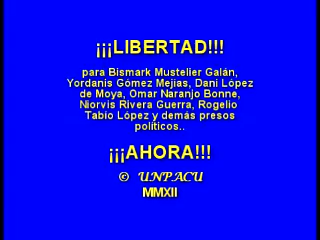 ¡¡¡LIBERTAD!!!
para Bismark Mustelier Galán,
Yordanis Gómez Mejías, Dani López
de Moya, Omar Naranjo Bonne,
Niorvis Rivera Guerra, Rogelio
Tabío López y demás presos
políticos..
¡¡¡AHORA!!!
© UNPACU
MMXII